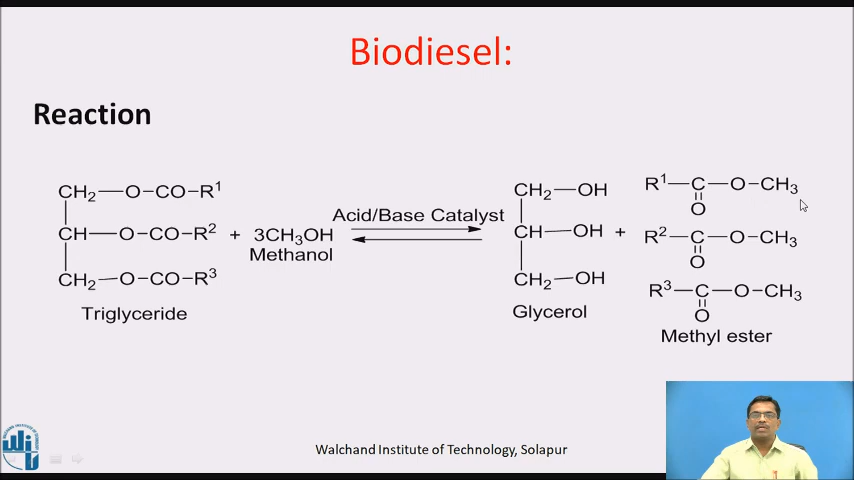 Biodiesel:
Reaction
CH2—O−CO−R1
CH—O−CO−R2 + 3CH3OH
CH2—O−CO−R3
Methanol
Triglyceride
Acid/Base Catalyst
CH2—OH
CH—OH +
CH2—OH
Glycerol
R1—C—O−CH3
O
R2—C—O−CH3
O
R3—C—O−CH3
O
Methyl ester
Walchand Institute of Technology, Solapur